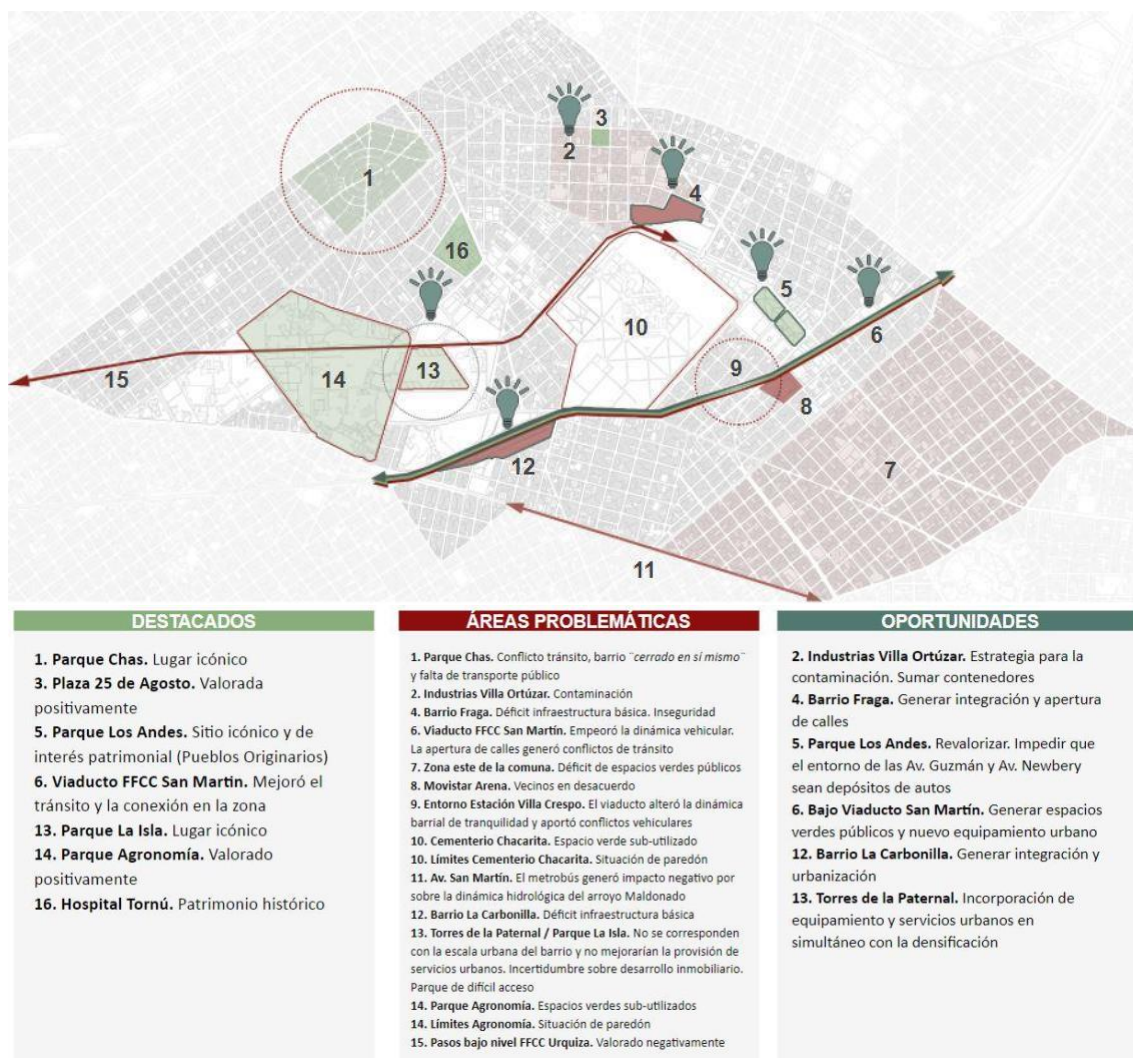 3
2
1
4
16
5
6
10
9
13
14
15
8
12
7
11
DESTACADOS
1. Parque Chas. Lugar icónico
3. Plaza 25 de Agosto. Valorada
positivamente
5. Parque Los Andes. Sitio icónico y de
interés patrimonial (Pueblos Originarios)
6. Viaducto FFCC San Martin. Mejoró el
tránsito y la conexión en la zona
13. Parque La Isla. Lugar icónico
14. Parque Agronomía. Valorado
positivamente
16. Hospital Tornú. Patrimonio histórico
ÁREAS PROBLEMÁTICAS
1. Parque Chas. Conflicto tránsito, barrio ¨cerrado en sí mismo¨
y falta de transporte público
2. Industrias Villa Ortúzar. Contaminación
4. Barrio Fraga. Déficit infraestructura básica. Inseguridad
6. Viaducto FFCC San Martín. Empeoró la dinámica vehicular.
La apertura de calles generó conflictos de tránsito
7. Zona este de la comuna. Déficit de espacios verdes públicos
8. Movistar Arena. Vecinos en desacuerdo
9. Entorno Estación Villa Crespo. El viaducto alteró la dinámica
barrial de tranquilidad y aportó conflictos vehiculares
10. Cementerio Chacarita. Espacio verde sub-utilizado
10. Límites Cementerio Chacarita. Situación de paredón
11. Av. San Martín. El metrobús generó impacto negativo por
sobre la dinámica hidrológica del arroyo Maldonado
12. Barrio La Carbonilla. Déficit infraestructura básica
13. Torres de la Paternal / Parque La Isla. No se corresponden
con la escala urbana del barrio y no mejorarían la provisión de
servicios urbanos. Incertidumbre sobre desarrollo inmobiliario.
Parque de difícil acceso
14. Parque Agronomía. Espacios verdes sub-utilizados
14. Límites Agronomía. Situación de paredón
15. Pasos bajo nivel FFCC Urquiza. Valorado negativamente
OPORTUNIDADES
2. Industrias Villa Ortúzar. Estrategia para la
contaminación. Sumar contenedores
4. Barrio Fraga. Generar integración y apertura
de calles
5. Parque Los Andes. Revalorizar. Impedir que
el entorno de las Av. Guzmán y Av. Newbery
sean depósitos de autos
6. Bajo Viaducto San Martín. Generar espacios
verdes públicos y nuevo equipamiento urbano
12. Barrio La Carbonilla. Generar integración y
urbanización
13. Torres de la Paternal. Incorporación de
equipamiento y servicios urbanos en
simultáneo con la densificación